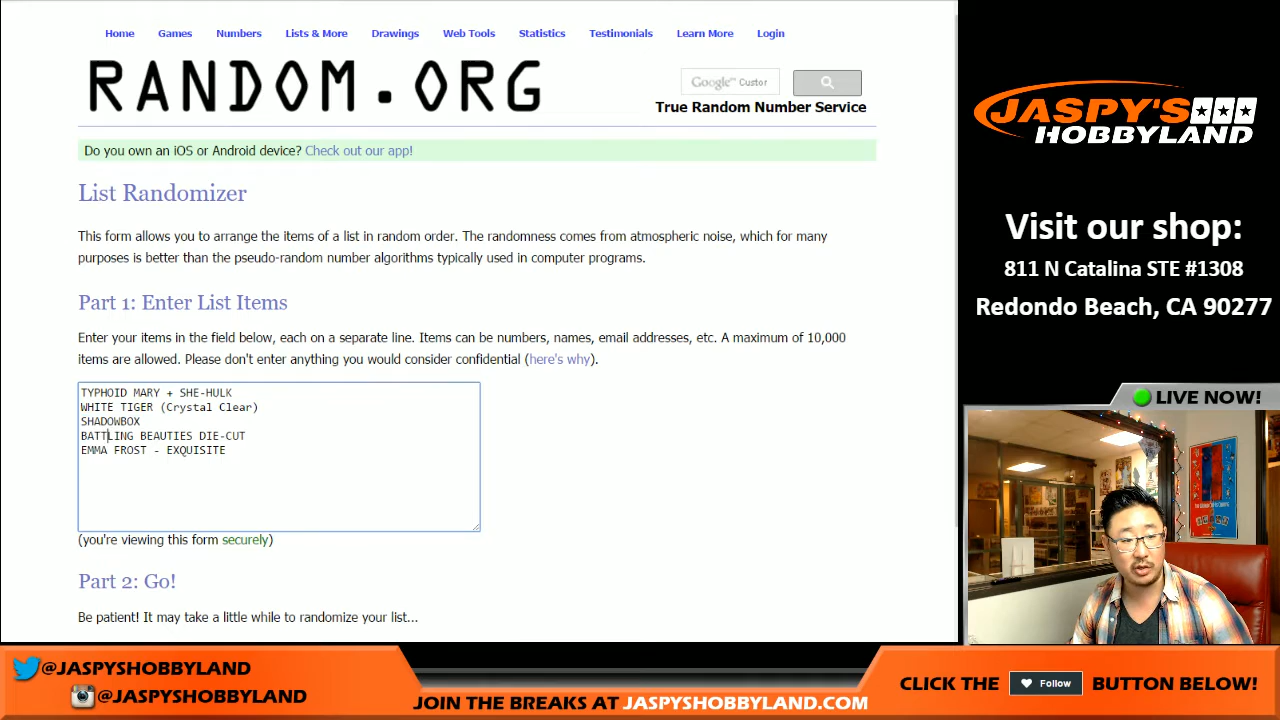 Home Games Numbers Lists & More Drawings Web Tools Statistics Testimonials Learn More Login
RANDOM.ORG
Google™ Custor
True Random Number Service
Do you own an iOS or Android device? Check out our app!
List Randomizer
This form allows you to arrange the items of a list in random order. The randomness comes from atmospheric noise, which for many
purposes is better than the pseudo-random number algorithms typically used in computer programs.
Part 1: Enter List Items
Enter your items in the field below, each on a separate line. Items can be numbers, names, email addresses, etc. A maximum of 10,000
items are allowed. Please don't enter anything you would consider confidential (here's why).
TYPHOID MARY + SHE-HULK
WHITE TIGER (Crystal Clear)
SHADOWBOX
BATTLING BEAUTIES DIE-CUT
EMMA FROST - EXQUISITE
(you're viewing this form securely)
Part 2: Go!
Be patient! It may take a little while to randomize your list...
JASPY'S
HOBBYLAND
Visit our shop:
811 N Catalina STE #1308
Redondo Beach, CA 90277
LIVE NOW!
@JASPYSHOBBYLAND
@JASPYSHOBBYLAND
JOIN THE BREAKS AT JASPYSHOBBYLAND.COM
CLICK THE Follow BUTTON BELOW!